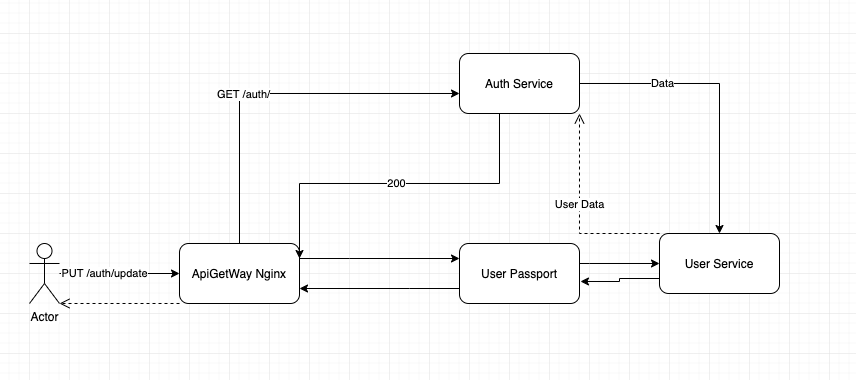 Auth Service
Data
GET /auth/
200
User Data
PUT /auth/update
ApiGetWay Nginx
User Passport
User Service
Actor